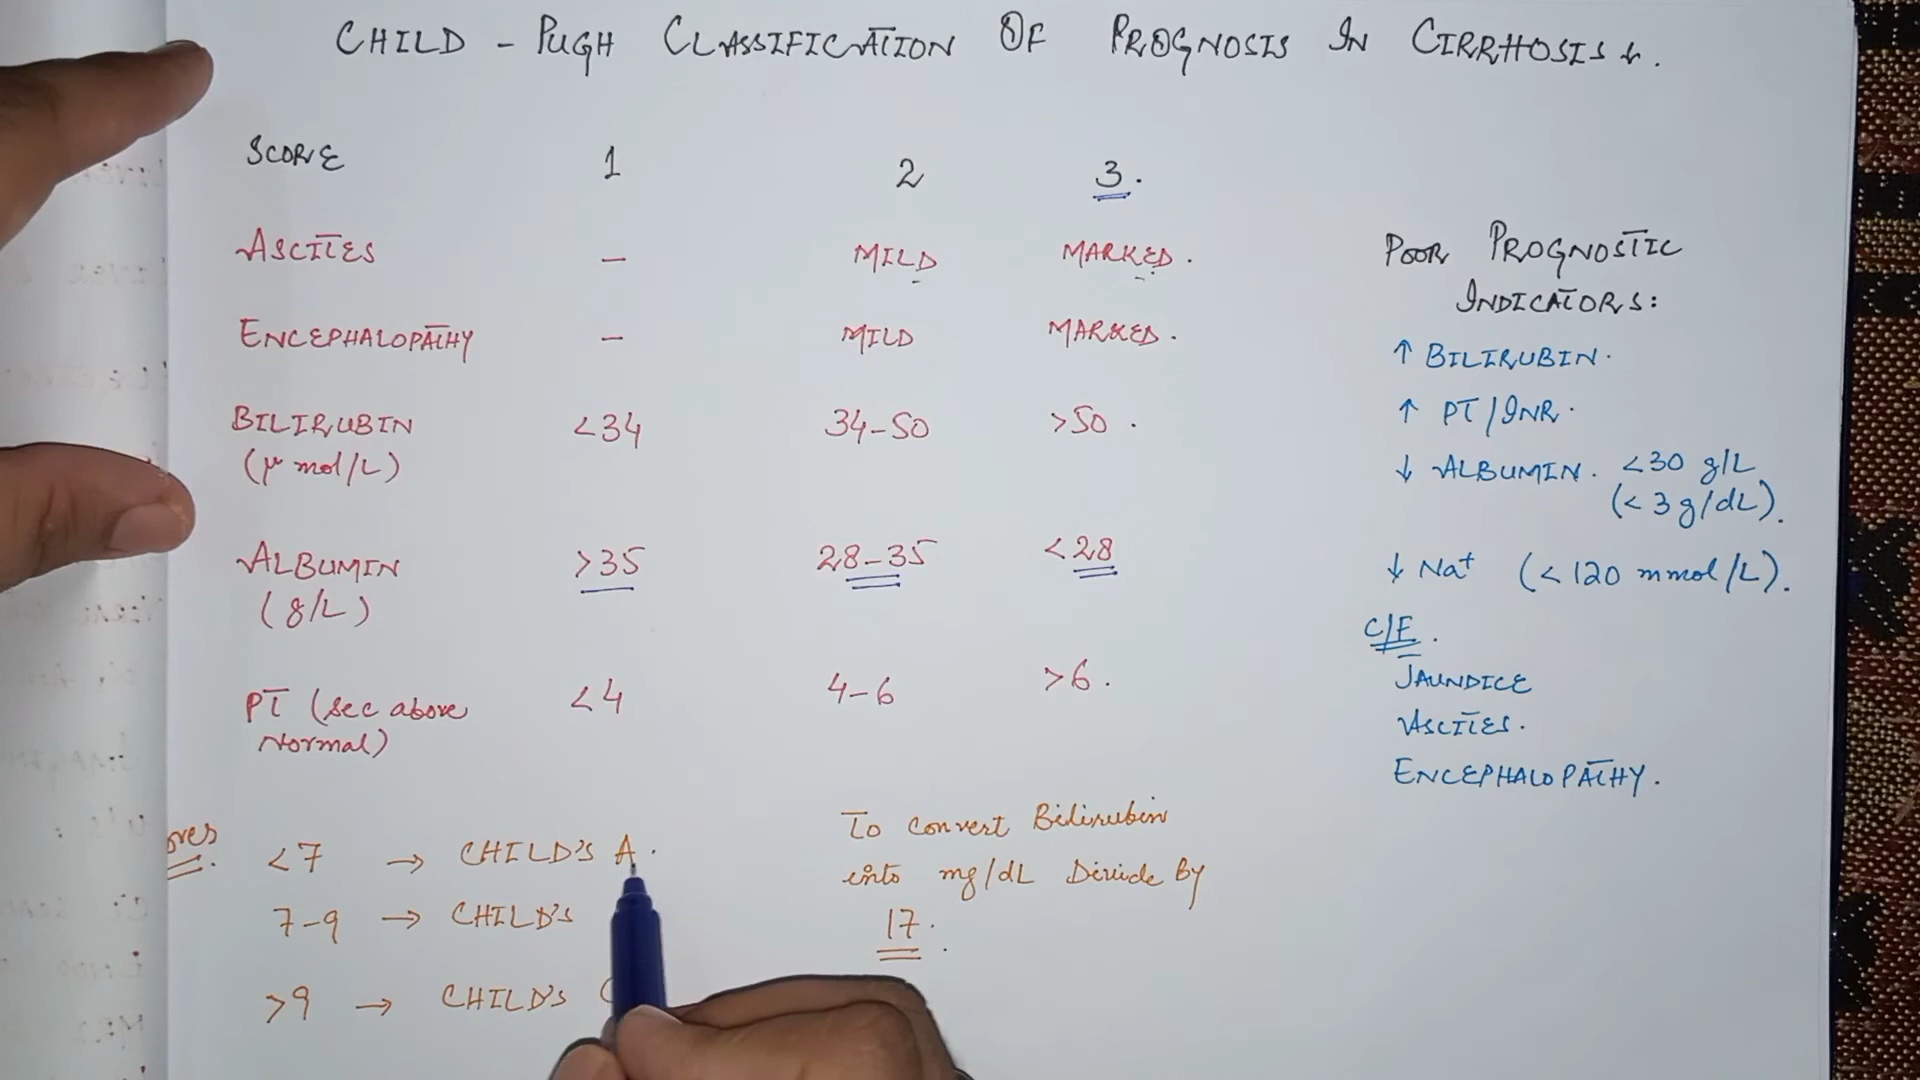 CHILD - PUGH CLASSIFICATION OF PROGNOSIS IN CIRRHOSIS.
SCORE 1 2 3.
ASCITES - MILD MARKED.
ENCEPHALOPATHY - MILD MARKED.
BILIRUBIN <34 34-50 >50.
(μ mol/L)
ALBUMIN >35 28-35 <28
(g/L)
PT (sec above <4 4-6 >6.
Normal)
<7 → CHILD'S A.
7-9 → CHILD'S
>9 → CHILD'S C
To convert Bilirubin
into mg/dL Divide By
17.
POOR PROGNOSTIC
INDICATORS:
↑ BILIRUBIN.
↑ PT/INR.
↓ ALBUMIN. <30 g/L
(<3 g/dL).
↓ Na+ (<120 mmol/L).
C/F.
JAUNDICE
ASCITES.
ENCEPHALOPATHY.